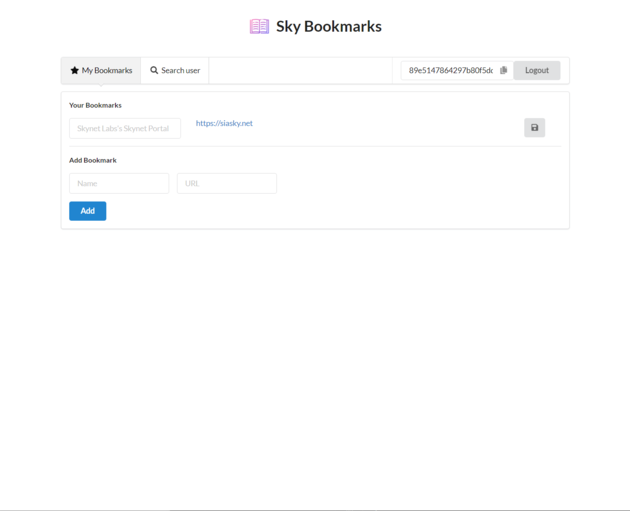 Sky Bookmarks
My Bookmarks
Search user
89e5147864297b80f5dc
Logout
Your Bookmarks
Skynet Labs's Skynet Portal
https://siasky.net
Add Bookmark
Name
URL
Add